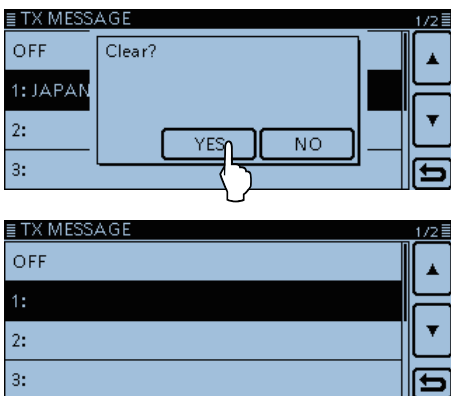 TX MESSAGE 1/2
OFF
Clear?
1: JAPAN
2:
YES NO
3:
TX MESSAGE 1/2
OFF
1:
2:
3: